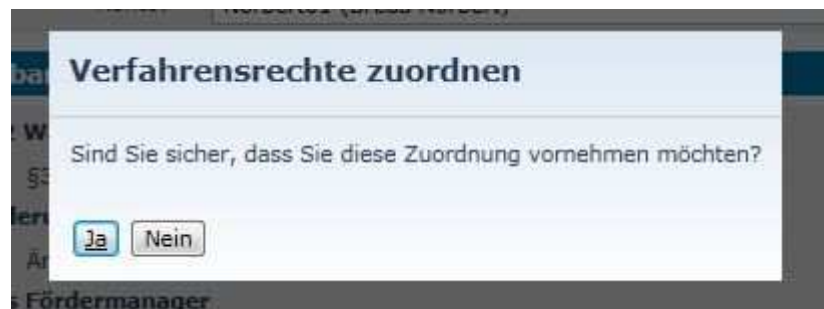 Verfahrensrechte zuordnen
Sind Sie sicher, dass Sie diese Zuordnung vornehmen möchten?
Ja Nein
Fördermanager